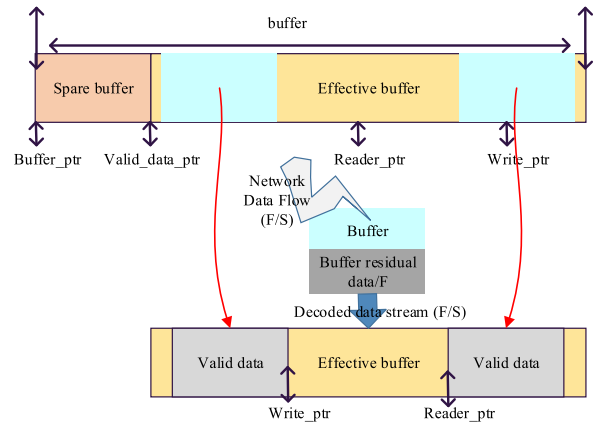 buffer
Spare buffer
Effective buffer
Buffer_ptr
Valid_data_ptr
Reader_ptr
Write_ptr
Network
Data Flow
(F/S)
Buffer
Buffer residual
data/F
Decoded data stream (F/S)
Valid data
Effective buffer
Valid data
Write_ptr
Reader_ptr